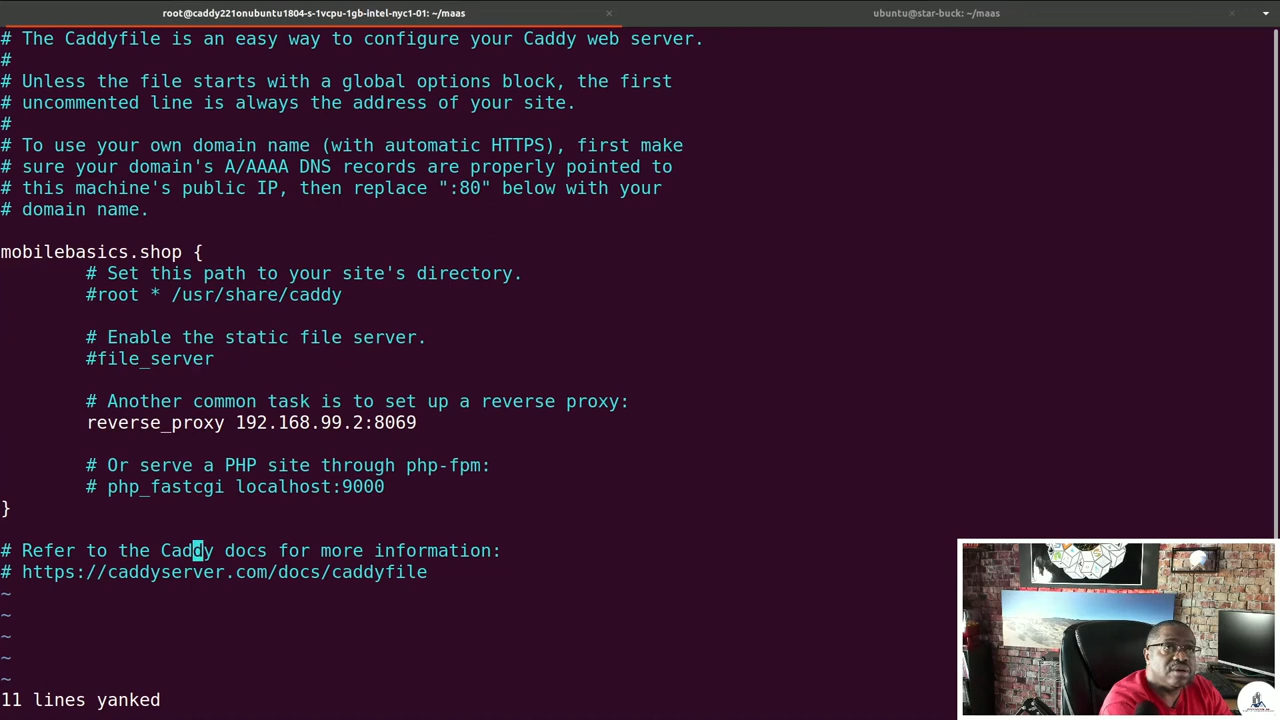 root@caddy221onubuntu1804-s-1vcpu-1gb-intel-nyc1-01: ~/maas
ubuntu@star-buck: ~/maas
# The Caddyfile is an easy way to configure your Caddy web server.
#
# Unless the file starts with a global options block, the first
# uncommented line is always the address of your site.
#
# To use your own domain name (with automatic HTTPS), first make
# sure your domain's A/AAAA DNS records are properly pointed to
# this machine's public IP, then replace ":80" below with your
# domain name.
mobilebasics.shop {
# Set this path to your site's directory.
#root * /usr/share/caddy
# Enable the static file server.
#file_server
# Another common task is to set up a reverse proxy:
reverse_proxy 192.168.99.2:8069
# Or serve a PHP site through php-fpm:
# php_fastcgi localhost:9000
}
# Refer to the Caddy docs for more information:
# https://caddyserver.com/docs/caddyfile
~
~
~
~
~
11 lines yanked